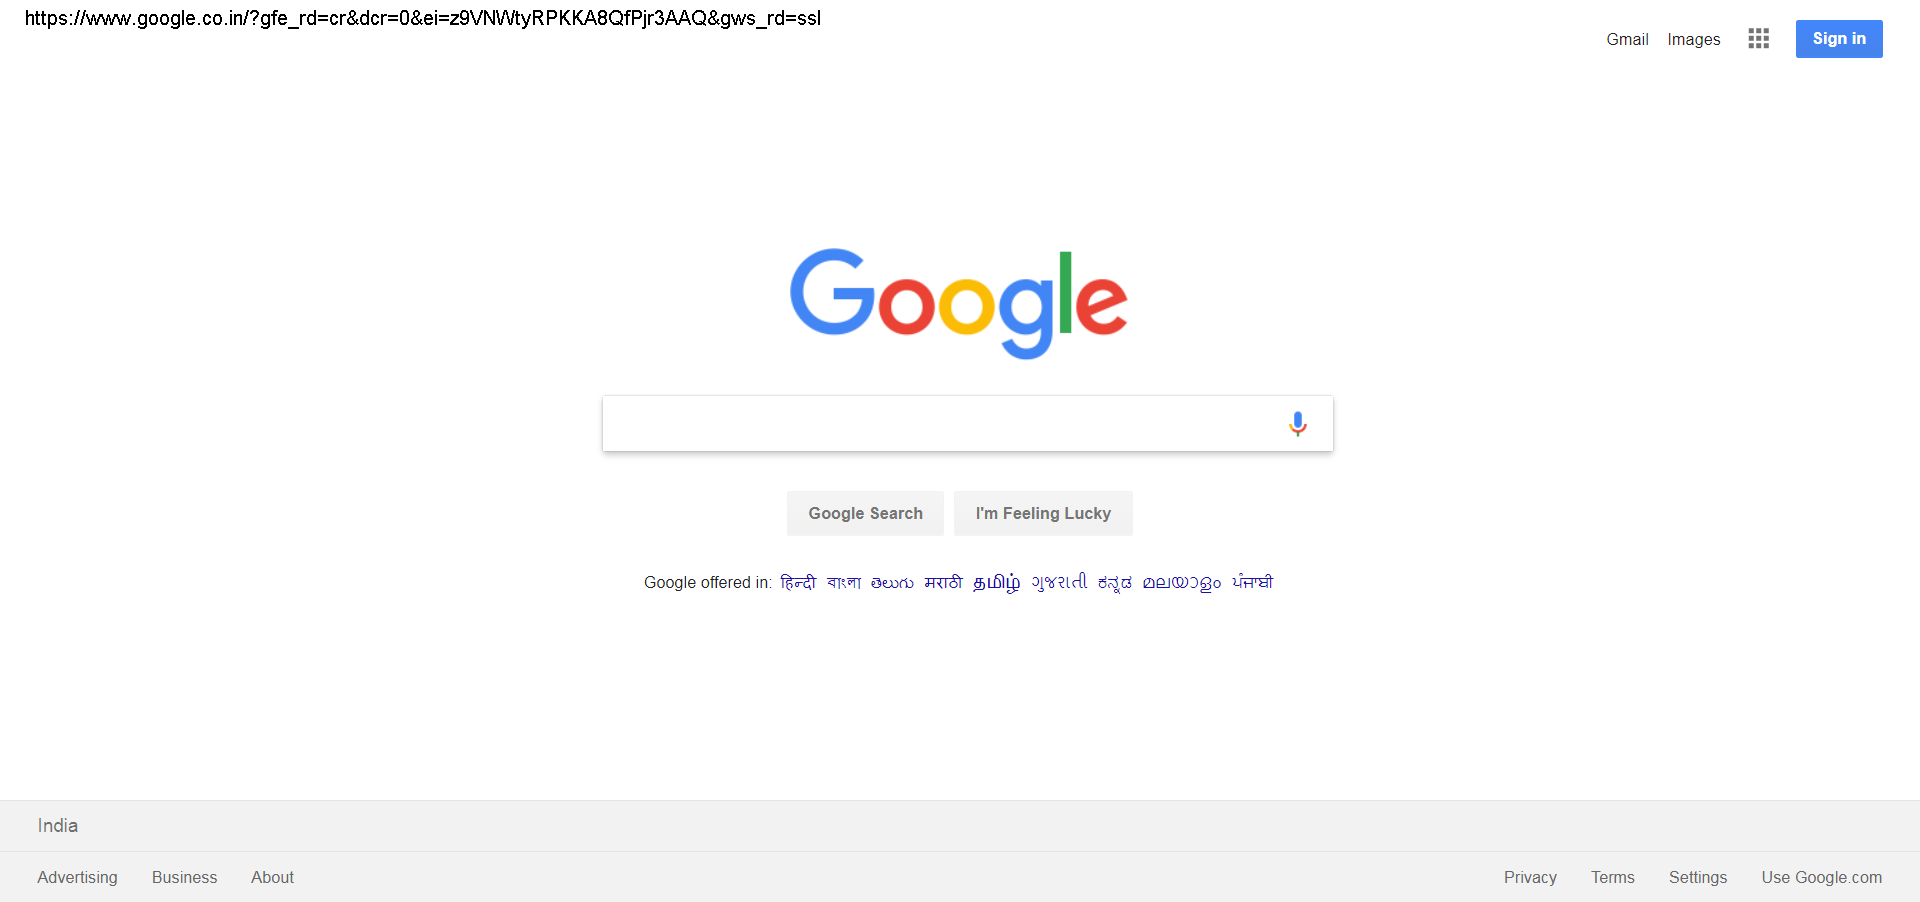 https://www.google.co.in/?gfe_rd=cr&dcr=0&ei=z9VNWtyRPKKA8QfPjr3AAQ&gws_rd=ssl
Gmail Images Sign in
Google
Google Search I'm Feeling Lucky
Google offered in: हिन्दी বাংলা తెలుగు मराठी தமிழ் ગુજરાતી ಕನ್ನಡ മലയാളം ਪੰਜਾਬੀ
India
Advertising Business About Privacy Terms Settings Use Google.com